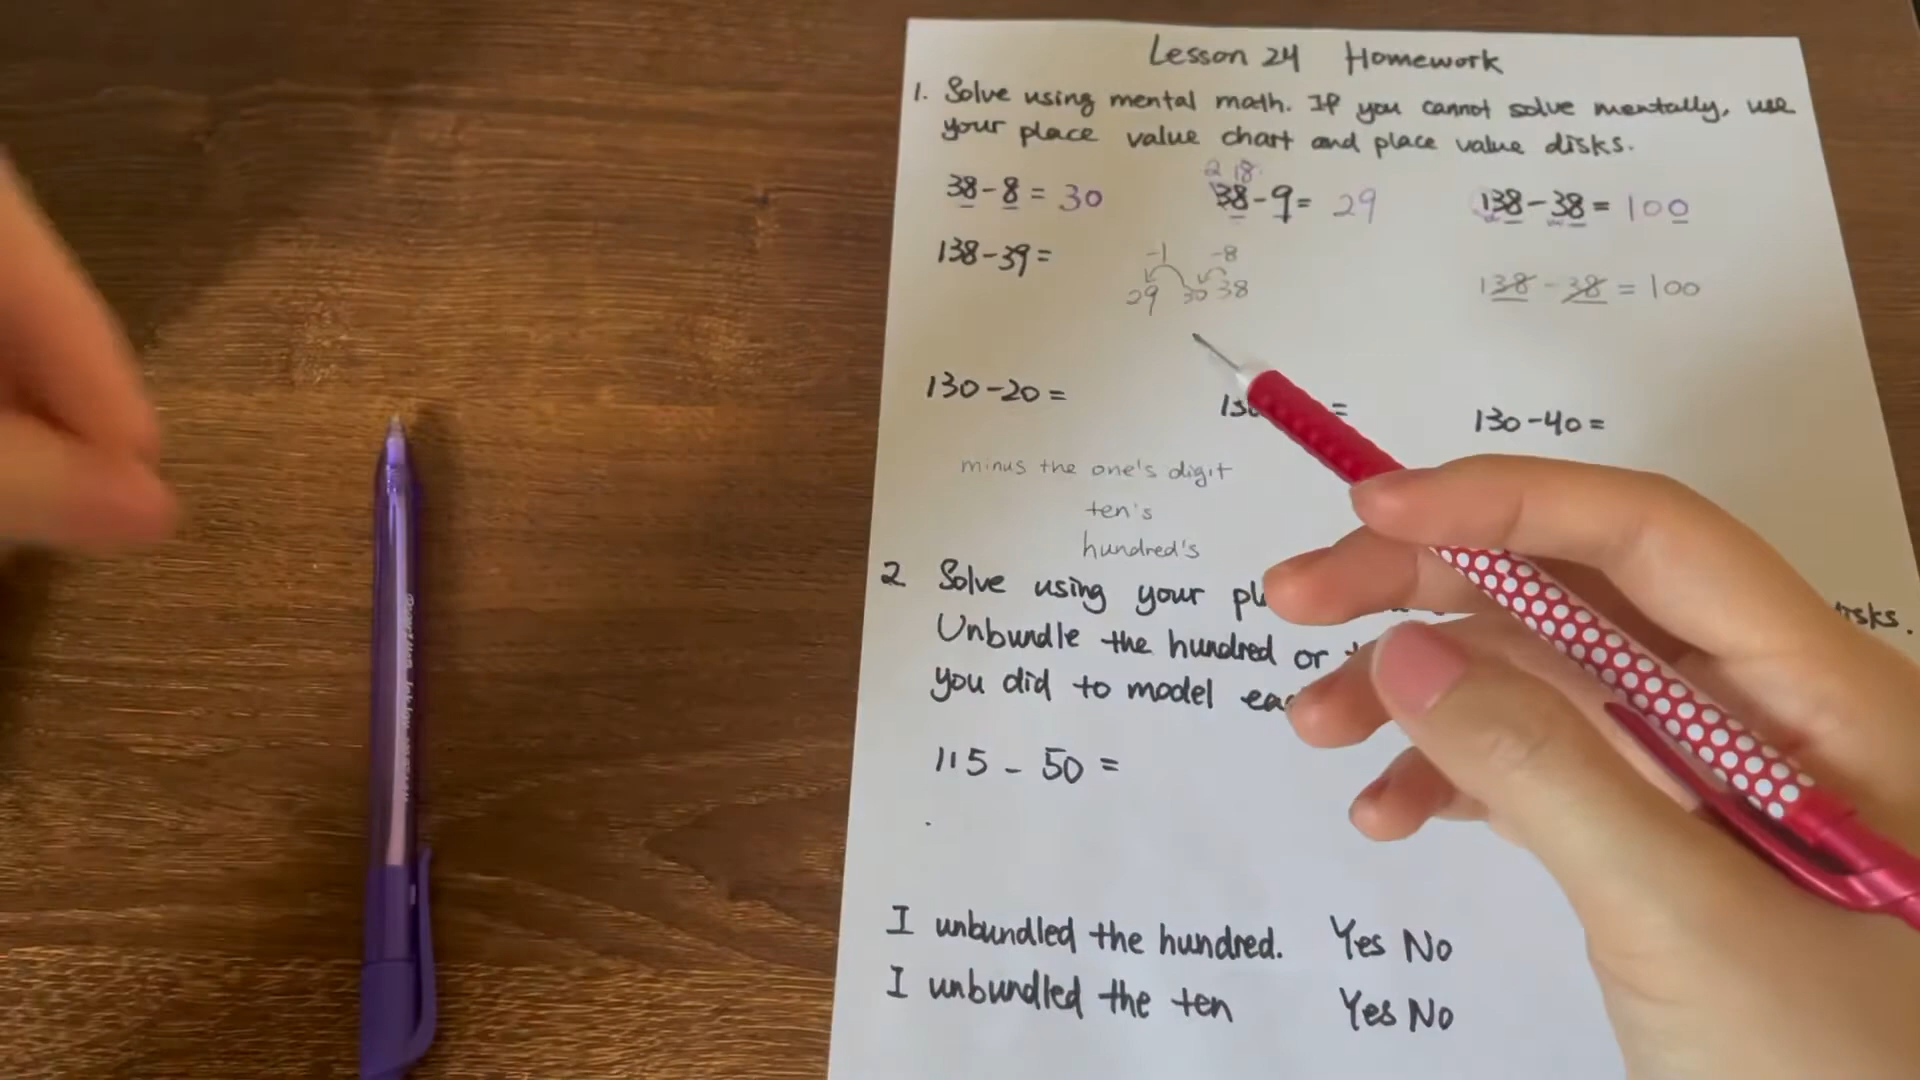 Lesson 24 Homework
1. Solve using mental math. If you cannot solve mentally, use
your place value chart and place value disks.
2 18
38-8 = 30 38-9= 29 138-38= 100
138-39=
-1 -8
29 30 38
138 - 38 = 100
130-20= = 130-40=
minus the one's digit
ten's
hundred's
2 Solve using your
Unbundle the hundred or
you did to model
115 - 50 =
I unbundled the hundred. Yes No
I unbundled the ten Yes No